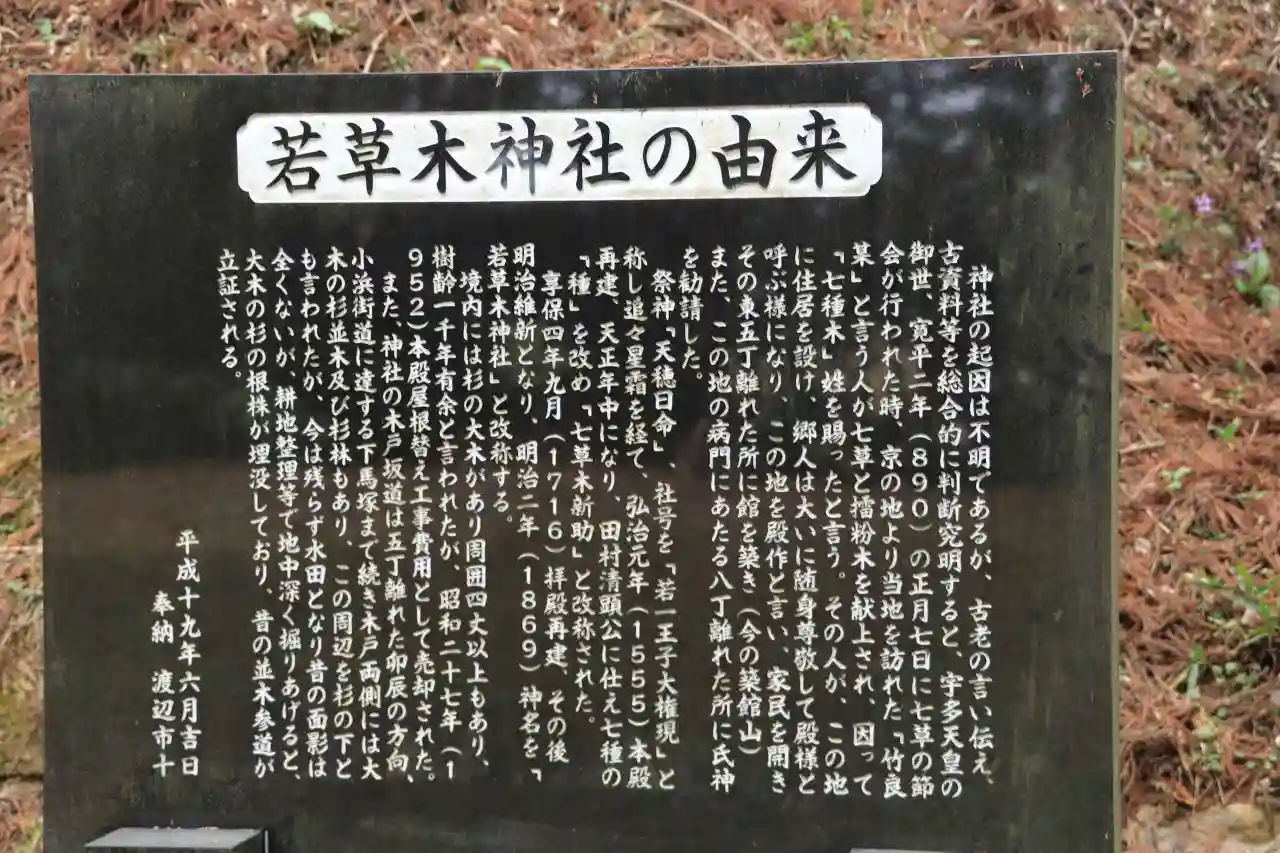 若草木神社の由来
神社の起因は不明であるが、古老の言い伝え、
古資料等を総合的に判断究明すると、宇多天皇の
御世、寛平二年（８９０）の正月七日に七草の節
会が行われた時、京の地より当地を訪れた「竹良
某」と言う人が七草と擂粉木を献上され、因って
「七種木」姓を賜ったと言う。その人が、この地
に住居を設け、郷人は大いに随身尊敬して殿様と
呼ぶ様になり、この地を殿作と言い、家民を開き
その東五丁離れた所に館を築き（今の築館山）
また、この地の病門にあたる八丁離れた所に氏神
を勧請した。
祭神「天穂日命」、社号を「若一王子大権現」と
称し追々星霜を経て、弘治元年（１５５５）本殿
再建、天正年中になり、田村清顕公に仕え七種の
「種」を改め「七草木新助」と改称された。
享保四年九月（１７１６）拝殿再建、その後
明治維新となり、明治二年（１８６９）神名を「
若草木神社」と改称する。
境内には杉の大木があり周囲四丈以上もあり、
樹齢一千年有余と言われたが、昭和二十七年（１
９５２）本殿屋根替え工事費用として売却された。
また、神社の木戸坂道は五丁離れた卯辰の方向、
小浜街道に達する下馬塚まで続き木戸両側には大
木の杉並木及び杉林もあり、この周辺を杉の下と
も言われたが、今は残らず水田となり昔の面影は
全くないが、耕地整理等で地中深く掘りあげると、
大木の杉の根株が埋没しており、昔の並木参道が
立証される。
平成十九年六月吉日
奉納　渡辺市十